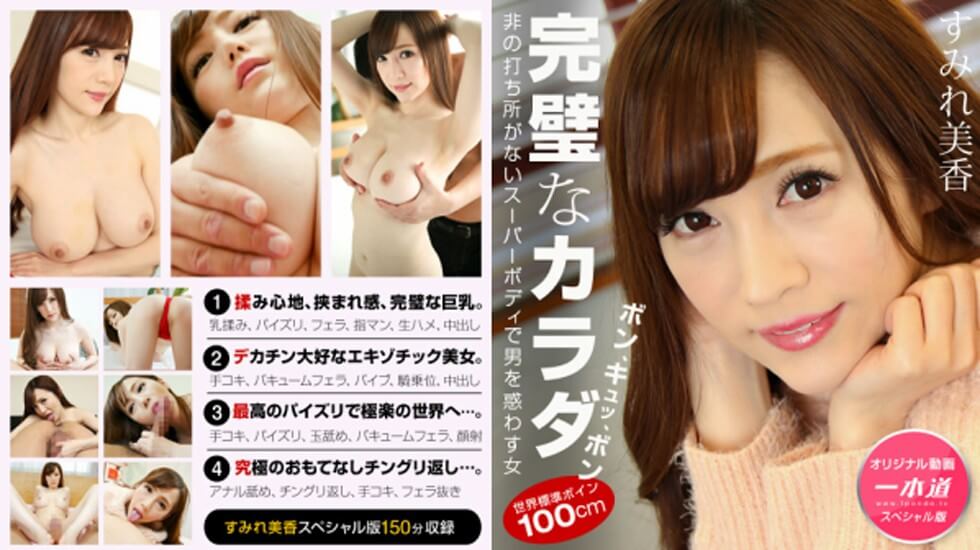 1 揉み心地、挟まれ感、完璧な巨乳。
乳揉み、パイズリ、フェラ、指マン、生ハメ、中出し
2 デカチン大好きなエキゾチック美女。
手コキ、バキュームフェラ、バイブ、騎乗位、中出し
3 最高のパイズリで極楽の世界へ…。
手コキ、パイズリ、玉舐め、バキュームフェラ、顔射
4 究極のおもてなしチングリ返し…。
アナル舐め、チングリ返し、手コキ、フェラ抜き
すみれ美香スペシャル版150分収録
すみれ美香
完璧なカラダ
ボン、キュッ、ボン
非の打ち所がないスーパーボディで男を惑わす女
世界標準ボイン
100cm
オリジナル動画
一本道
www.1pondo.tv
スペシャル版